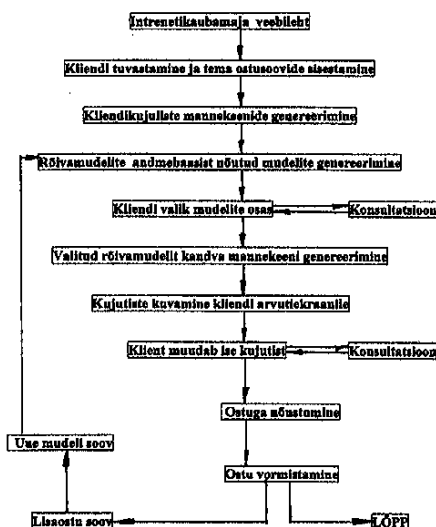 Intrenetikaubamaja veebileht
Kliendi tuvastamine ja tema ostusoovide sisestamine
Kliendikujuliste mannekeenide genereerimine
Rõivamudelite andmebaasist nõutud mudelite genereerimine
Kliendi valik mudelite osas
Konsultatsioon
Valitud rõivamudelit kandva mannekeeni genereerimine
Kujutiste kuvamine kliendi arvutiekraanile
Klient muudab ise kujutist
Konsultatsioon
Ostuga nõustumine
Uue mudeli soov
Ostu vormistamine
Lisaostu soov
LÕPP